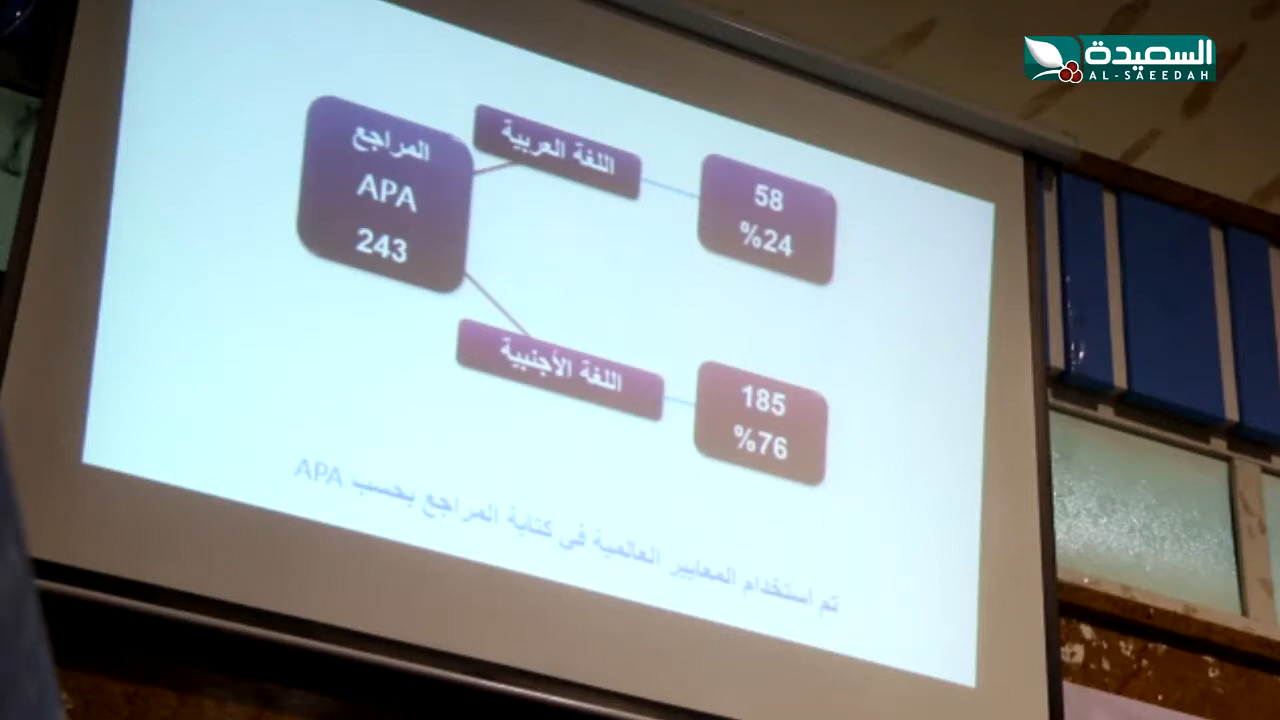 السعيدة
AL-SAEEDAH
المراجع
APA
243
اللغة العربية
58
%24
اللغة الأجنبية
185
%76
تم استخدام المعايير العالمية في كتابة المراجع بحسب APA